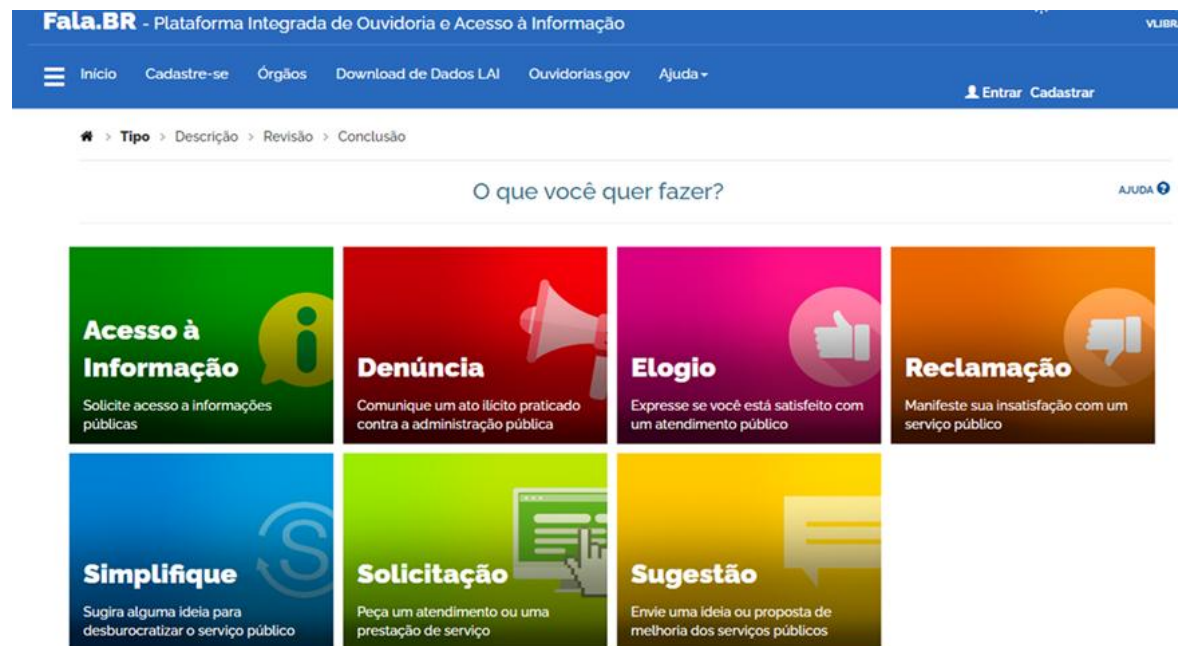 Fala.BR - Plataforma Integrada de Ouvidoria e Acesso à Informação
Início Cadastre-se Órgãos Download de Dados LAI Ouvidorias.gov Ajuda
Entrar Cadastrar
> Tipo > Descrição > Revisão > Conclusão
O que você quer fazer?
AJUDA
Acesso à
Informação
Solicite acesso a informações
públicas
Denúncia
Comunique um ato ilícito praticado
contra a administração pública
Elogio
Expresse se você está satisfeito com
um atendimento público
Reclamação
Manifeste sua insatisfação com um
serviço público
Simplifique
Sugira alguma ideia para
desburocratizar o serviço público
Solicitação
Peça um atendimento ou uma
prestação de serviço
Sugestão
Envie uma ideia ou proposta de
melhoria dos serviços públicos